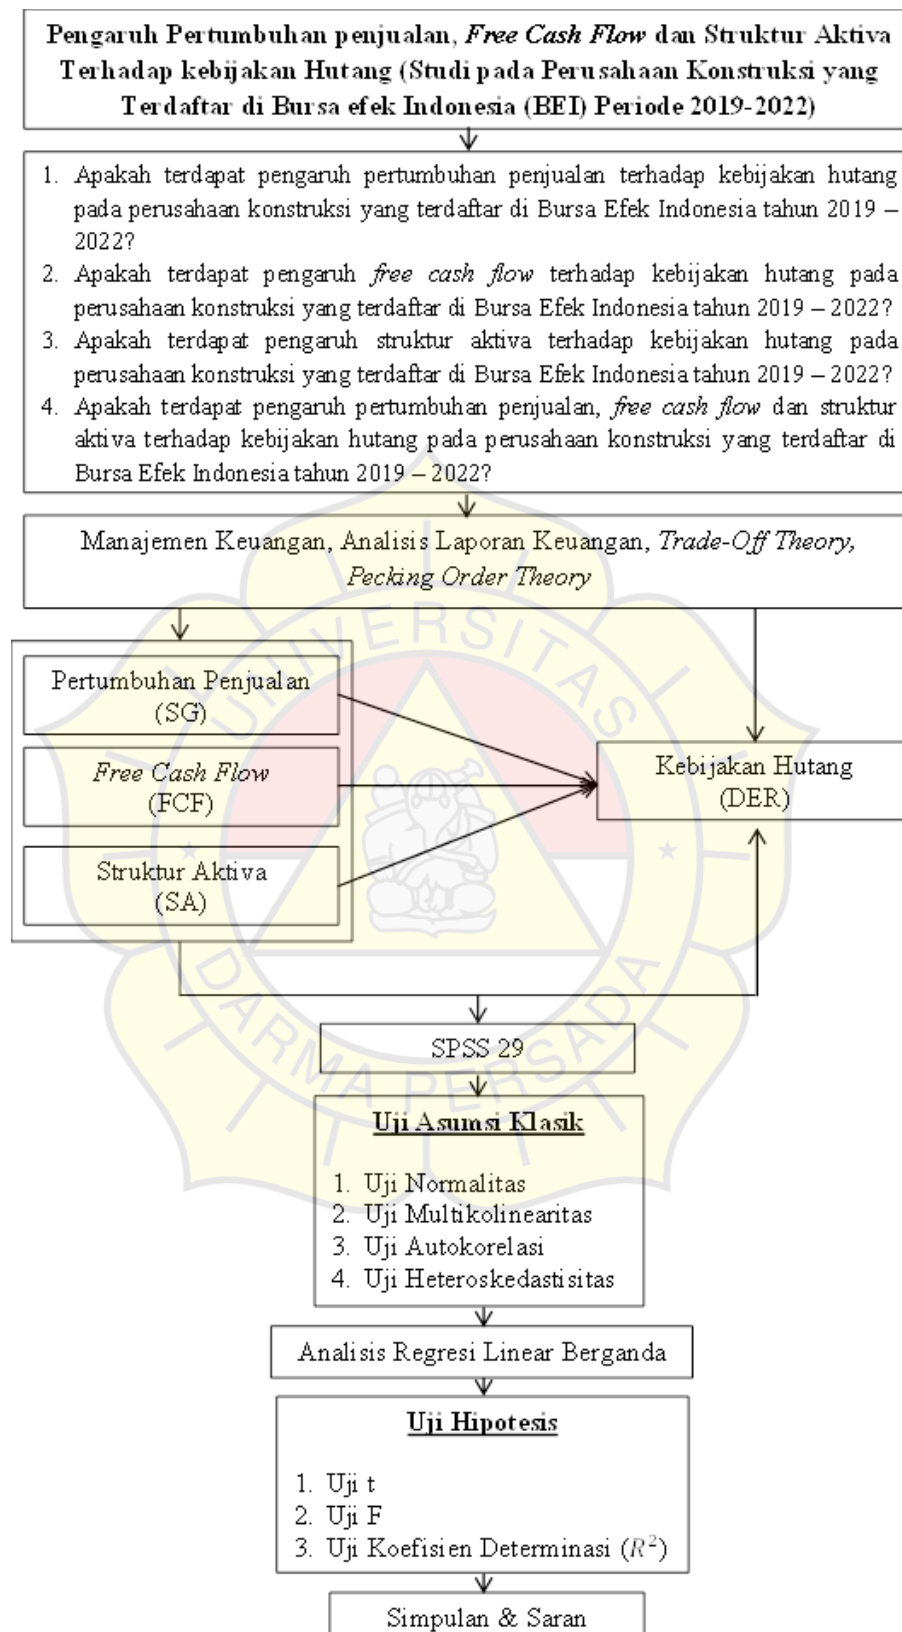 Pengaruh Pertumbuhan penjualan, Free Cash Flow dan Struktur Aktiva
Terhadap kebijakan Hutang (Studi pada Perusahaan Konstruksi yang
Terdaftar di Bursa efek Indonesia (BEI) Periode 2019-2022)
1. Apakah terdapat pengaruh pertumbuhan penjualan terhadap kebijakan hutang
pada perusahaan konstruksi yang terdaftar di Bursa Efek Indonesia tahun 2019 –
2022?
2. Apakah terdapat pengaruh free cash flow terhadap kebijakan hutang pada
perusahaan konstruksi yang terdaftar di Bursa Efek Indonesia tahun 2019 – 2022?
3. Apakah terdapat pengaruh struktur aktiva terhadap kebijakan hutang pada
perusahaan konstruksi yang terdaftar di Bursa Efek Indonesia tahun 2019 – 2022?
4. Apakah terdapat pengaruh pertumbuhan penjualan, free cash flow dan struktur
aktiva terhadap kebijakan hutang pada perusahaan konstruksi yang terdaftar di
Bursa Efek Indonesia tahun 2019 – 2022?
Manajemen Keuangan, Analisis Laporan Keuangan, Trade-Off Theory,
Pecking Order Theory
UNIVERSITAS
Pertumbuhan Penjualan
(SG)
Free Cash Flow
(FCF)
Struktur Aktiva
(SA)
Kebijakan Hutang
(DER)
DARMA PERSADA
SPSS 29
Uji Asumsi Klasik
1. Uji Normalitas
2. Uji Multikolinearitas
3. Uji Autokorelasi
4. Uji Heteroskedastisitas
Analisis Regresi Linear Berganda
Uji Hipotesis
1. Uji t
2. Uji F
3. Uji Koefisien Determinasi (R²)
Simpulan & Saran